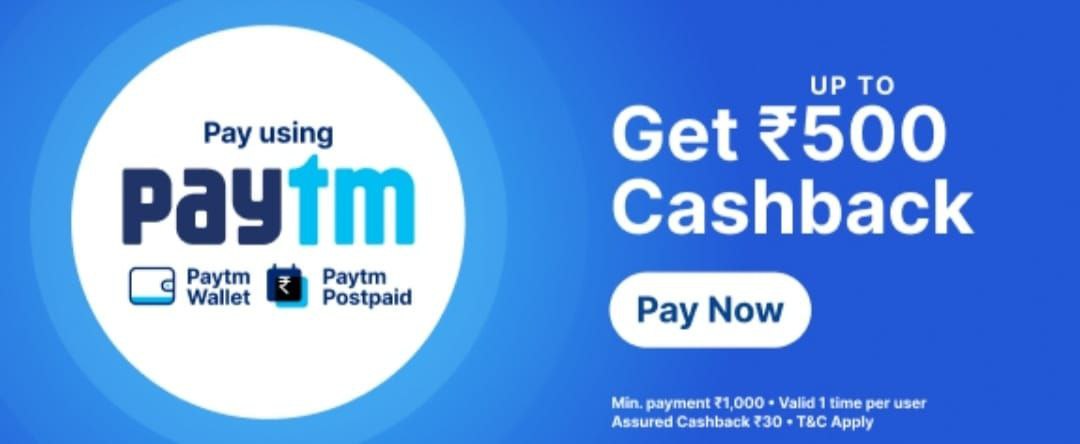 Pay using
paytm
Paytm Wallet
Paytm Postpaid
UP TO
Get ₹500
Cashback
Pay Now
Min. payment ₹1,000 • Valid 1 time per user
Assured Cashback ₹30 • T&C Apply